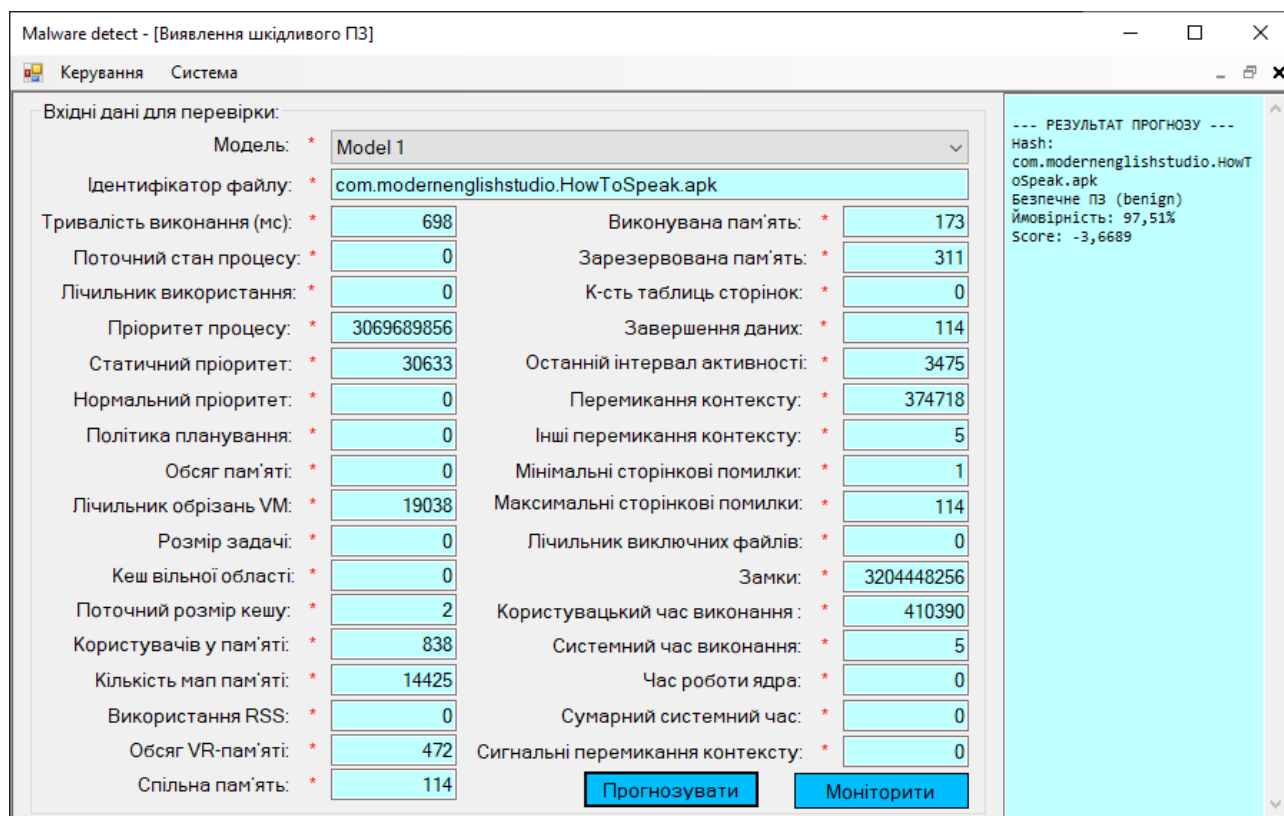 Malware detect - [Виявлення шкідливого ПЗ]
Керування Система
Вхідні дані для перевірки:
Модель: * Model 1
Ідентифікатор файлу: * com.modernenglishstudio.HowToSpeak.apk
Тривалість виконання (мс): * 698 Виконувана пам'ять: * 173
Поточний стан процесу: * 0 Зарезервована пам'ять: * 311
Лічильник використання: * 0 К-сть таблиць сторінок: * 0
Пріоритет процесу: * 3069689856 Завершення даних: * 114
Статичний пріоритет: * 30633 Останній інтервал активності: * 3475
Нормальний пріоритет: * 0 Перемикання контексту: * 374718
Політика планування: * 0 Інші перемикання контексту: * 5
Обсяг пам'яті: * 0 Мінімальні сторінкові помилки: * 1
Лічильник обрізань VM: * 19038 Максимальні сторінкові помилки: * 114
Розмір задачі: * 0 Лічильник виключних файлів: * 0
Кеш вільної області: * 0 Замки: * 3204448256
Поточний розмір кешу: * 2 Користувацький час виконання : * 410390
Користувачів у пам'яті: * 838 Системний час виконання: * 5
Кількість мап пам'яті: * 14425 Час роботи ядра: * 0
Використання RSS: * 0 Сумарний системний час: * 0
Обсяг VR-пам'яті: * 472 Сигнальні перемикання контексту: * 0
Спільна пам'ять: * 114 Прогнозувати Моніторити
--- РЕЗУЛЬТАТ ПРОГНОЗУ ---
Hash:
com.modernenglishstudio.HowT
oSpeak.apk
Безпечне ПЗ (benign)
Ймовірність: 97,51%
Score: -3,6689